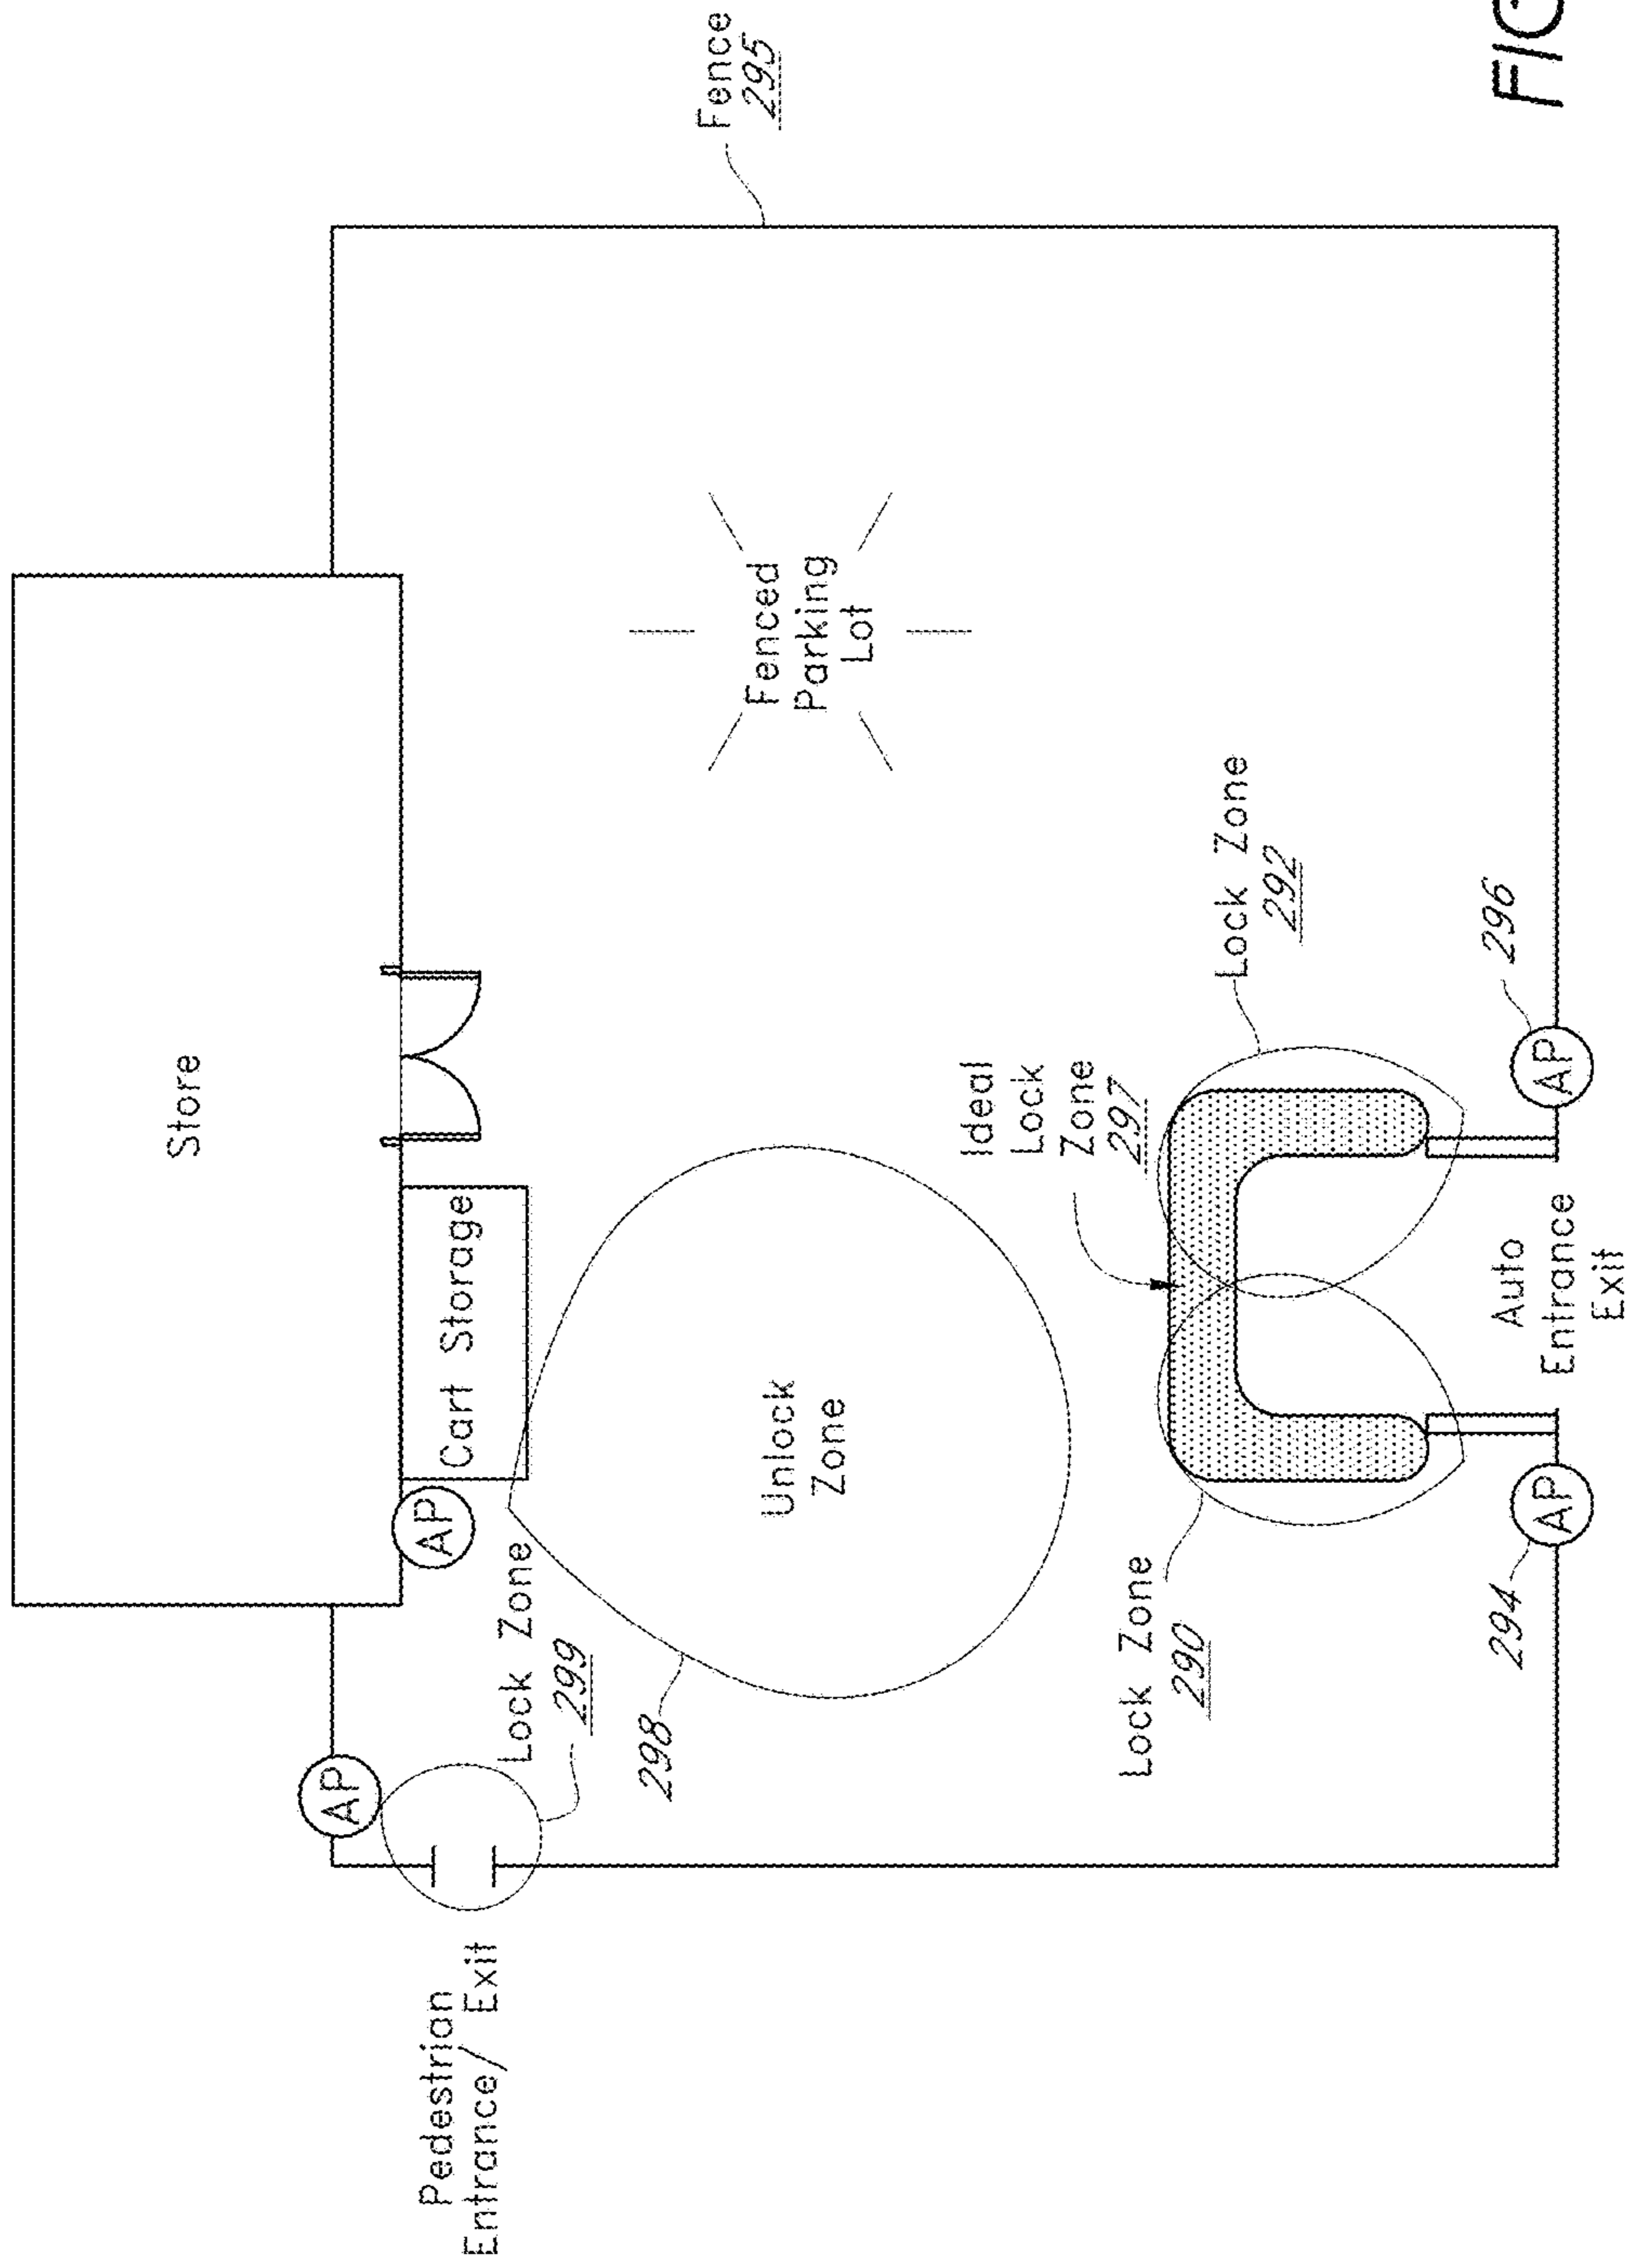 Store
AP
Cart Storage
AP
Pedestrian
Entrance/ Exit
Lock Zone
299
298
Unlock
Zone
Fenced
Parking
Lot
Fence
295
Ideal
Lock
Zone
297
Lock Zone
290
Lock Zone
292
294
AP
Auto
Entrance
Exit
AP
296